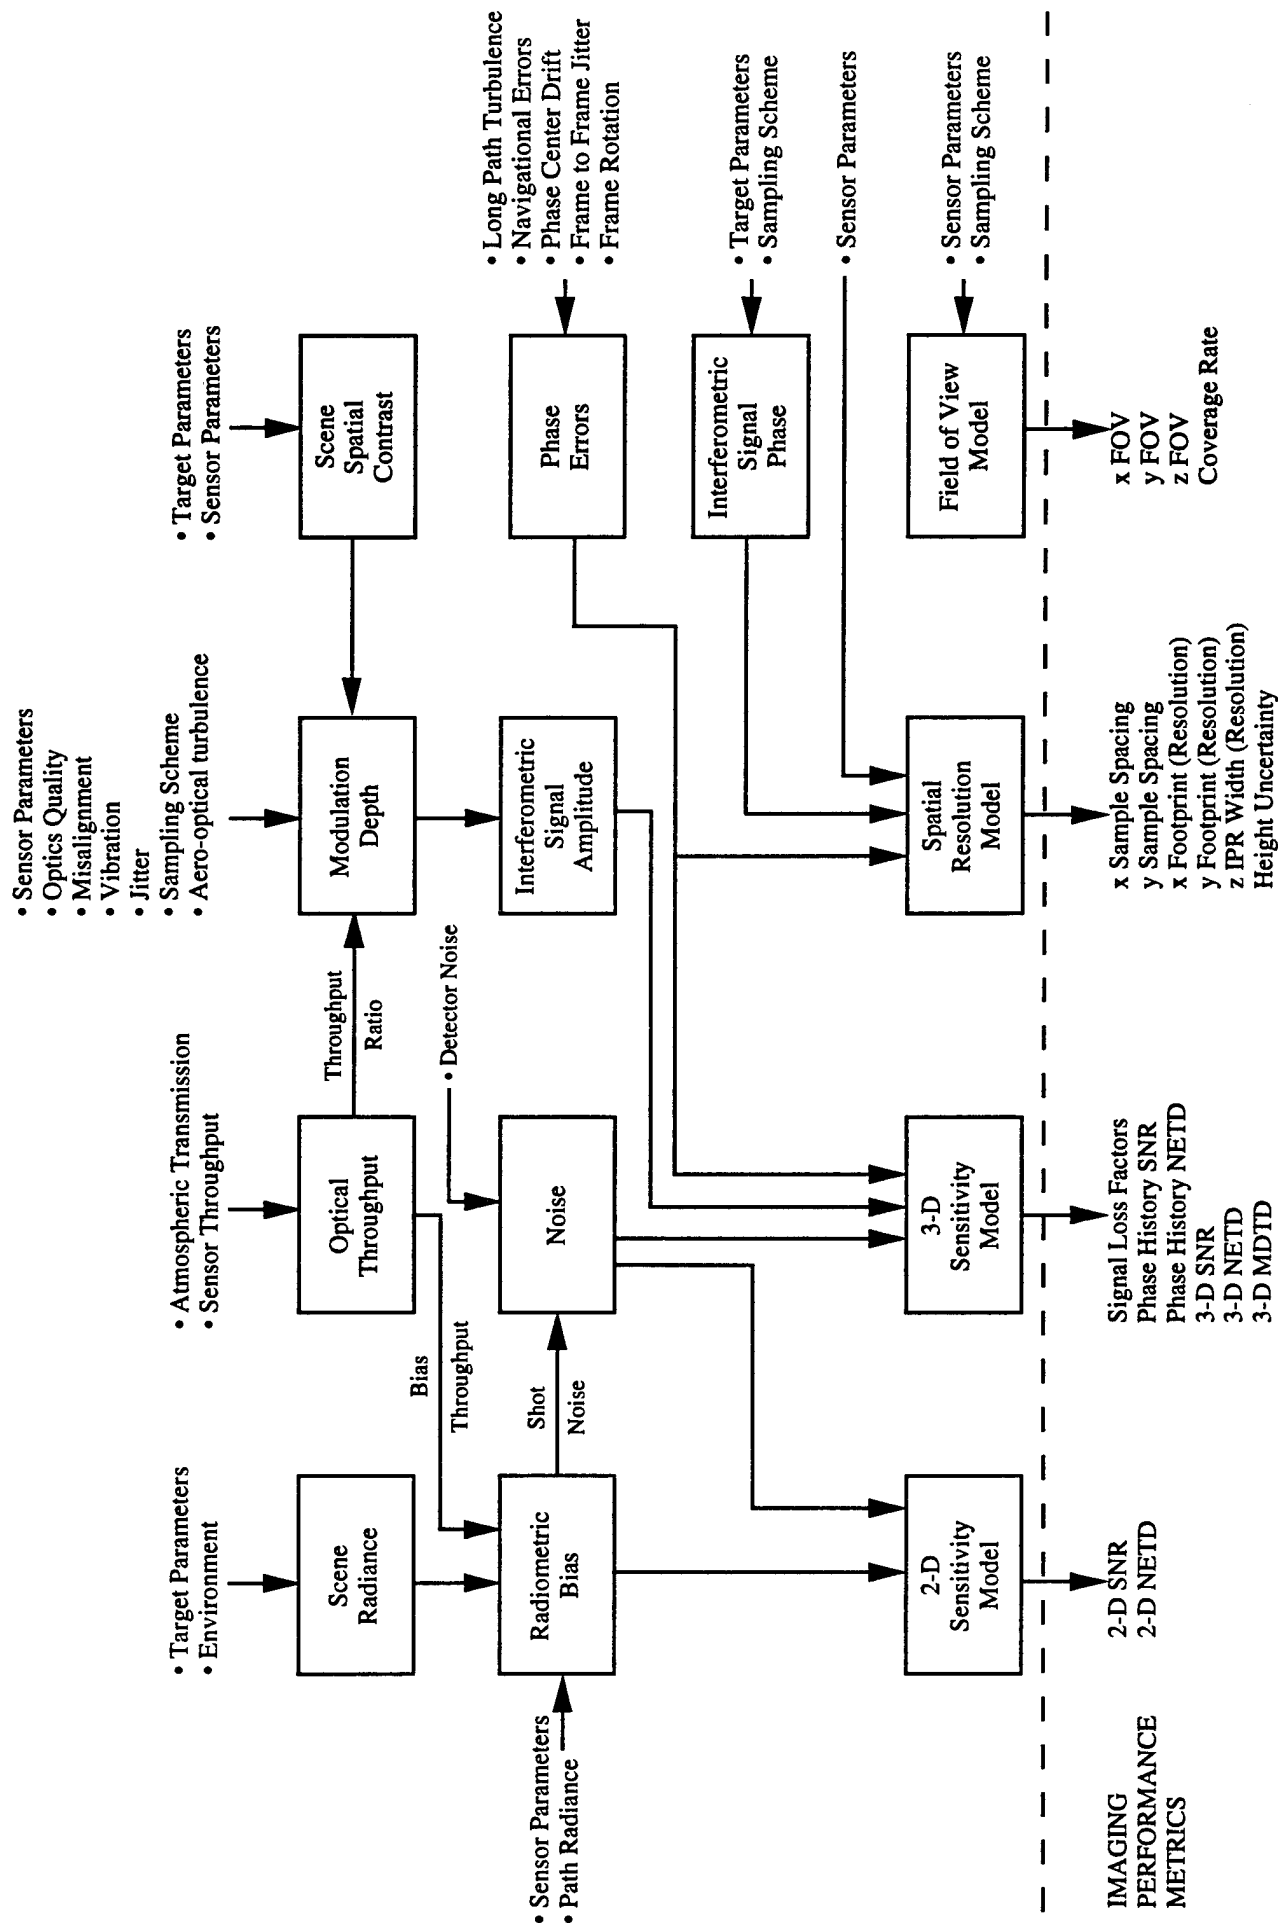 • Sensor Parameters
• Optics Quality
• Misalignment
• Vibration
• Jitter
• Sampling Scheme
• Aero-optical turbulence
• Target Parameters
• Environment
• Atmospheric Transmission
• Sensor Throughput
• Target Parameters
• Sensor Parameters
Scene
Radiance
Optical
Throughput
Throughput
Ratio
Modulation
Depth
Scene
Spatial
Contrast
Bias
Throughput
• Detector Noise
• Sensor Parameters
• Path Radiance
Radiometric
Bias
Shot
Noise
Noise
Interferometric
Signal
Amplitude
Phase
Errors
• Long Path Turbulence
• Navigational Errors
• Phase Center Drift
• Frame to Frame Jitter
• Frame Rotation
Interferometric
Signal
Phase
• Target Parameters
• Sampling Scheme
• Sensor Parameters
2-D
Sensitivity
Model
3-D
Sensitivity
Model
Spatial
Resolution
Model
Field of View
Model
• Sensor Parameters
• Sampling Scheme
IMAGING
PERFORMANCE
METRICS
2-D SNR
2-D NETD
Signal Loss Factors
Phase History SNR
Phase History NETD
3-D SNR
3-D NETD
3-D MDTD
x Sample Spacing
y Sample Spacing
x Footprint (Resolution)
y Footprint (Resolution)
z IPR Width (Resolution)
Height Uncertainty
x FOV
y FOV
z FOV
Coverage Rate